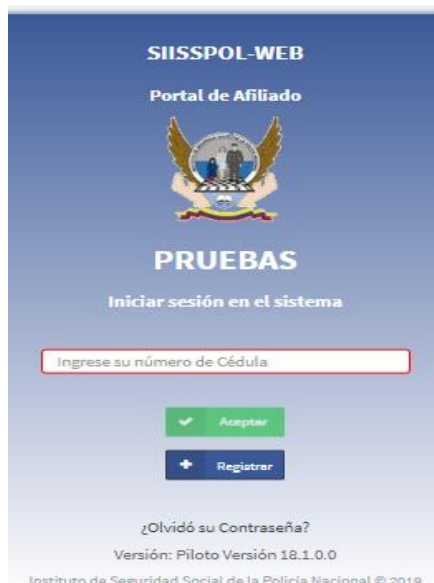 SIISSPOL-WEB
Portal de Afiliado
PRUEBAS
Iniciar sesión en el sistema
Ingrese su número de Cédula
Aceptar
Registrar
¿Olvidó su Contraseña?
Versión: Piloto Versión 18.1.0.0
Instituto de Seguridad Social de la Policía Nacional © 2019